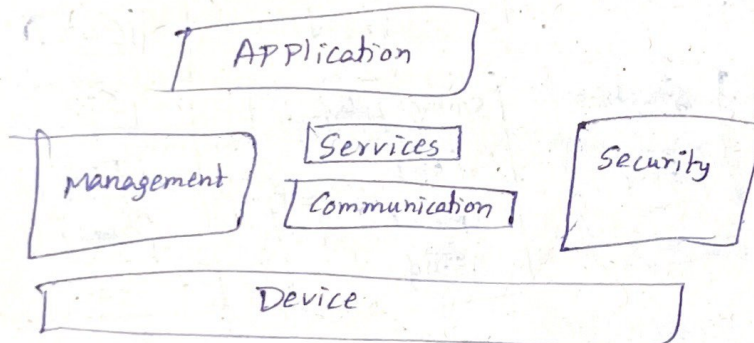 Application
Services
Management
Security
Communication
Device